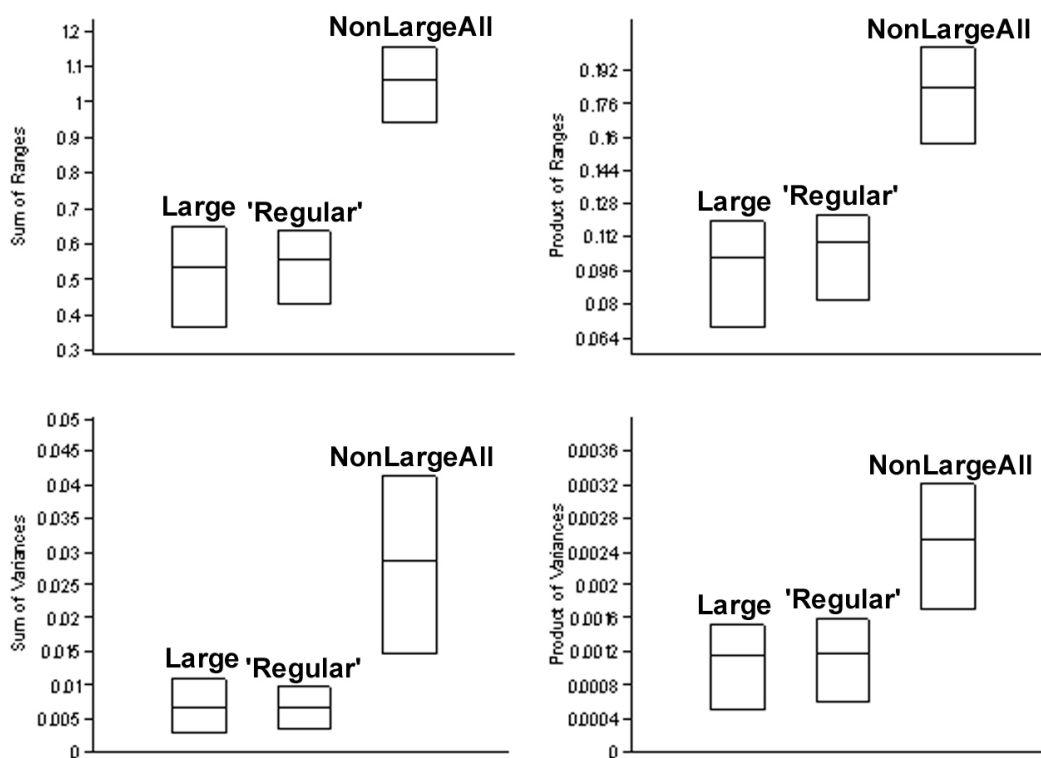 Sum of Ranges
1.2
1.1
1
0.9
0.8
0.7
0.6
0.5
0.4
0.3
NonLargeAll
Large
'Regular'
Product of Ranges
0.192
0.176
0.16
0.144
0.128
0.112
0.096
0.08
0.064
NonLargeAll
Large
'Regular'
Sum of Variances
0.05
0.045
0.04
0.035
0.03
0.025
0.02
0.015
0.01
0.005
0
NonLargeAll
Large
'Regular'
Product of Variances
0.0036
0.0032
0.0028
0.0024
0.002
0.0016
0.0012
0.0008
0.0004
0
NonLargeAll
Large
'Regular'